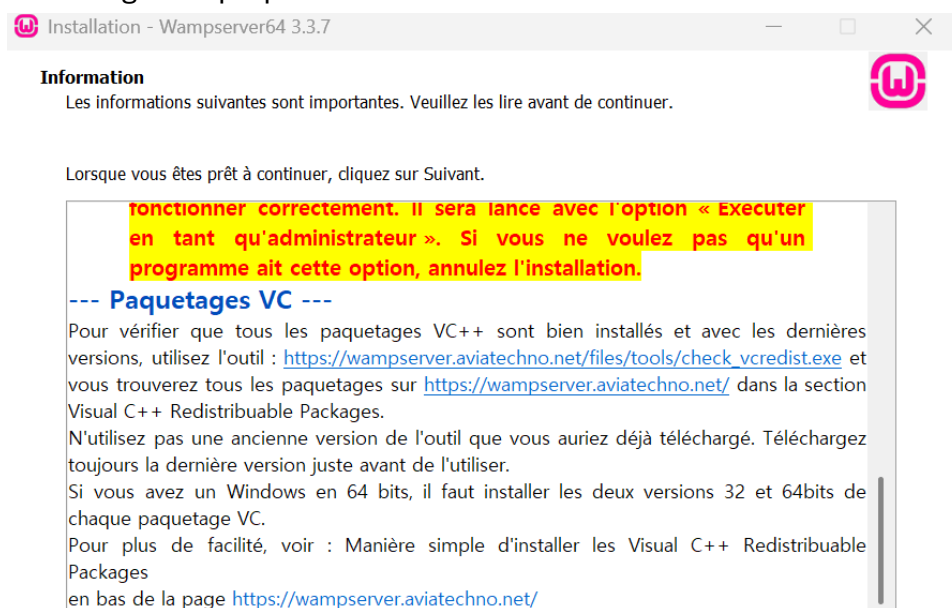 Installation - Wampserver64 3.3.7
Information
Les informations suivantes sont importantes. Veuillez les lire avant de continuer.
Lorsque vous êtes prêt à continuer, cliquez sur Suivant.
fonctionner correctement. Il sera lancé avec l'option « Exécuter
en tant qu'administrateur ». Si vous ne voulez pas qu'un
programme ait cette option, annulez l'installation.
--- Paquetages VC ---
Pour vérifier que tous les paquetages VC++ sont bien installés et avec les dernières
versions, utilisez l'outil : https://wampserver.aviatechno.net/files/tools/check_vcredist.exe et
vous trouverez tous les paquetages sur https://wampserver.aviatechno.net/ dans la section
Visual C++ Redistribuable Packages.
N'utilisez pas une ancienne version de l'outil que vous auriez déjà téléchargé. Téléchargez
toujours la dernière version juste avant de l'utiliser.
Si vous avez un Windows en 64 bits, il faut installer les deux versions 32 et 64bits de
chaque paquetage VC.
Pour plus de facilité, voir : Manière simple d'installer les Visual C++ Redistribuable
Packages
en bas de la page https://wampserver.aviatechno.net/